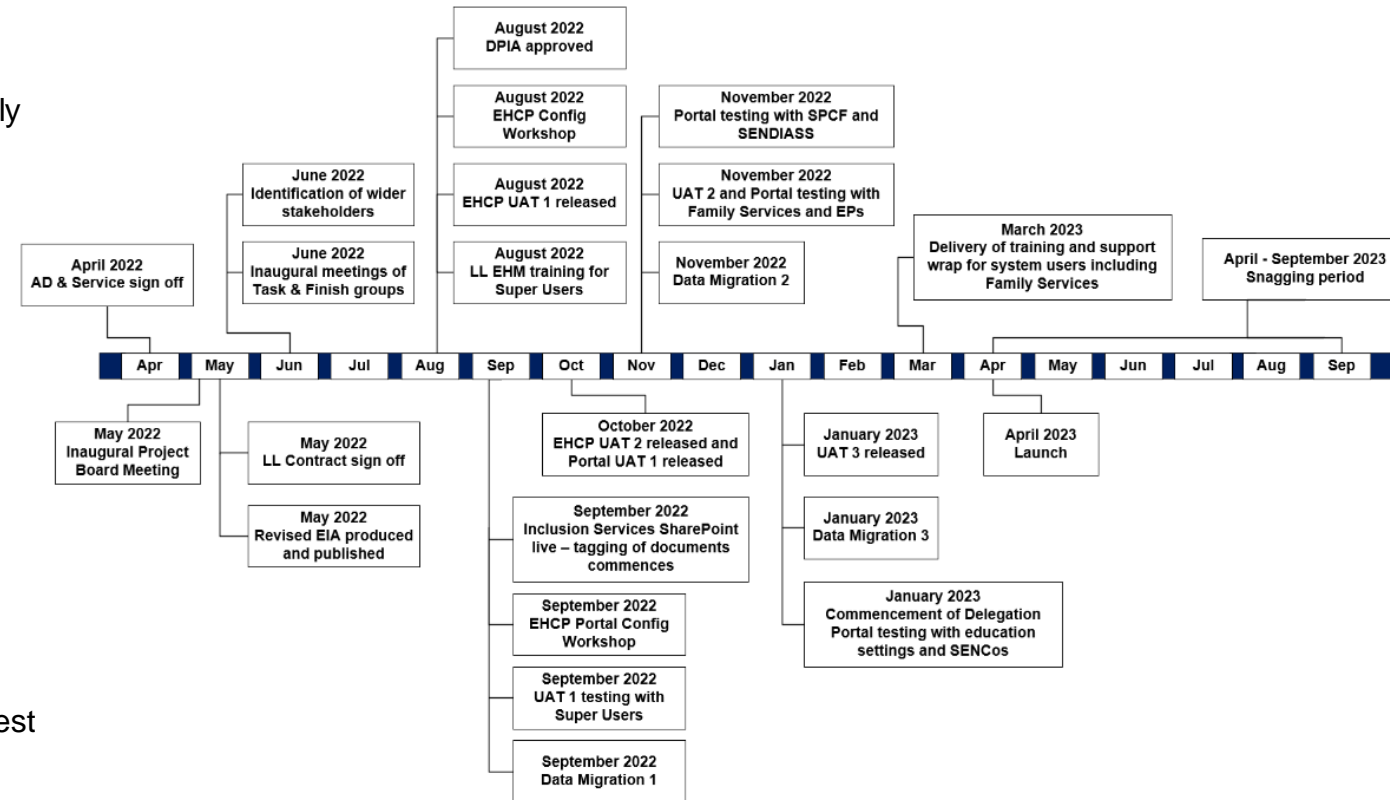 ly
August 2022
DPIA approved
August 2022
EHCP Config
Workshop
August 2022
EHCP UAT 1 released
August 2022
LL EHM training for
Super Users
November 2022
Portal testing with SPCF and
SENDIASS
November 2022
UAT 2 and Portal testing with
Family Services and EPs
November 2022
Data Migration 2
June 2022
Identification of wider
stakeholders
June 2022
Inaugural meetings of
Task & Finish groups
April 2022
AD & Service sign off
March 2023
Delivery of training and support
wrap for system users including
Family Services
April - September 2023
Snagging period
Apr May Jun Jul Aug Sep Oct Nov Dec Jan Feb Mar Apr May Jun Jul Aug Sep
May 2022
Inaugural Project
Board Meeting
May 2022
LL Contract sign off
May 2022
Revised EIA produced
and published
October 2022
EHCP UAT 2 released and
Portal UAT 1 released
September 2022
Inclusion Services SharePoint
live – tagging of documents
commences
September 2022
EHCP Portal Config
Workshop
September 2022
UAT 1 testing with
Super Users
September 2022
Data Migration 1
January 2023
UAT 3 released
January 2023
Data Migration 3
January 2023
Commencement of Delegation
Portal testing with education
settings and SENCos
April 2023
Launch
est